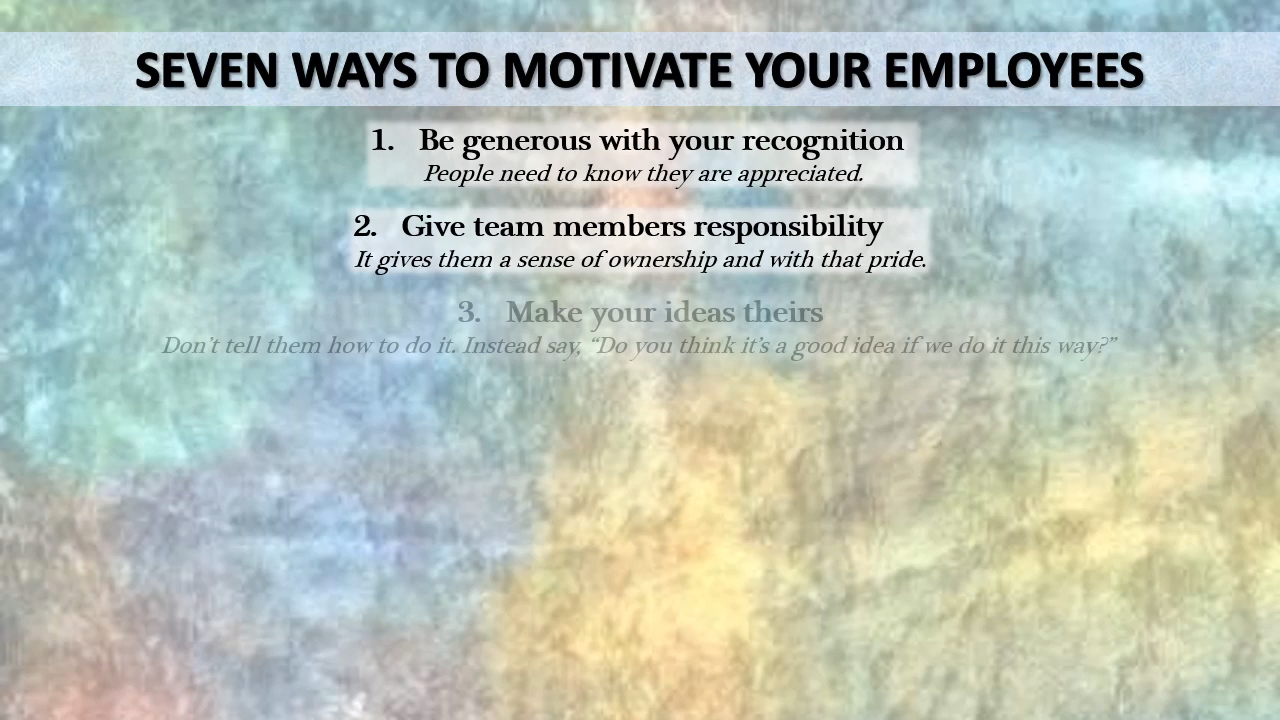 SEVEN WAYS TO MOTIVATE YOUR EMPLOYEES
1. Be generous with your recognition
People need to know they are appreciated.
2. Give team members responsibility
It gives them a sense of ownership and with that pride.
3. Make your ideas theirs
Don’t tell them how to do it. Instead say, “Do you think it’s a good idea if we do it this way?”